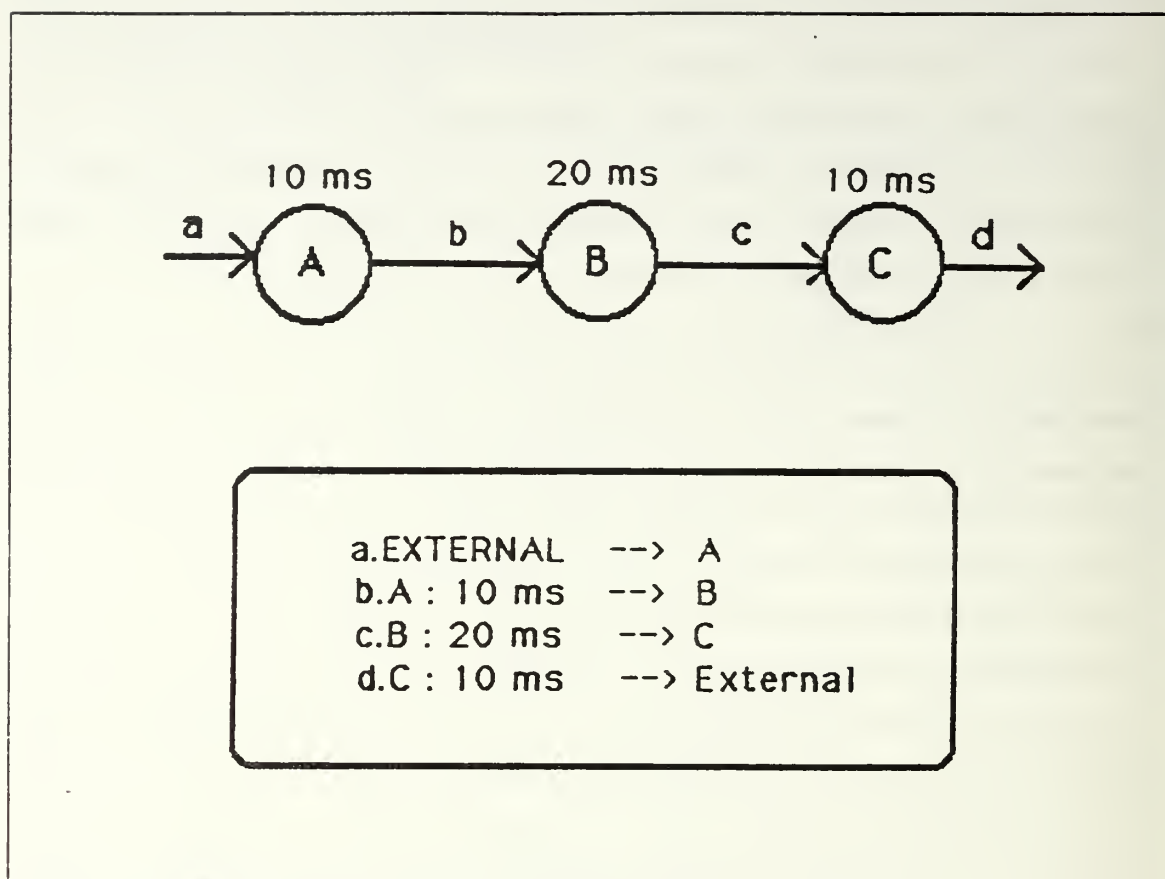 10 ms 20 ms 10 ms
a A b B c C d
a.EXTERNAL --> A
b.A : 10 ms --> B
c.B : 20 ms --> C
d.C : 10 ms --> External